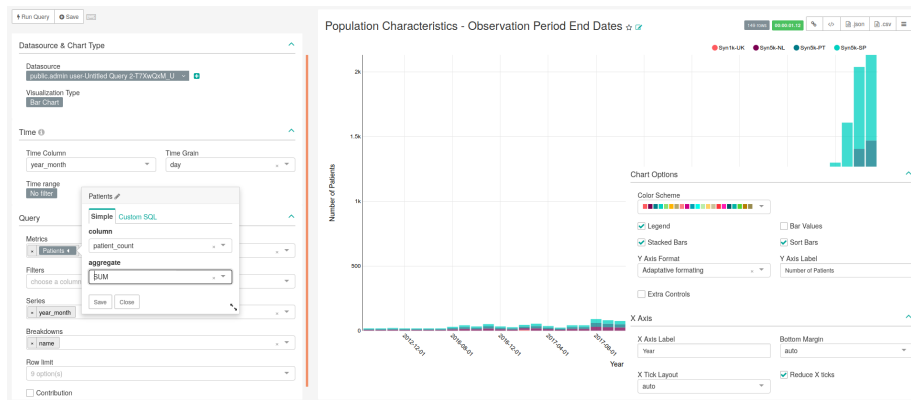 Run Query Save
Datasource & Chart Type
Datasource
public.admin user-Untitled Query 2-T7XwQxM_U
Visualization Type
Bar Chart
Time
Time Column Time Grain
year_month day
Time range
No filter
Query
Metrics
Patients
Filters
choose a column
Series
year_month
Breakdowns
name
Row limit
9 option(s)
Contribution
Patients
Simple Custom SQL
column
patient_count
aggregate
SUM
Save Close
Population Characteristics - Observation Period End Dates
00:00:01.12 .json .csv
Syn1k-UK Syn5k-NL Syn5k-PT Syn5k-SP
Number of Patients
2k
1.5k
1k
500
0
2012-12-01 2016-08-01 2016-12-01 2017-04-01 2017-08-01
Year
Chart Options
Color Scheme
Legend Bar Values
Stacked Bars Sort Bars
Y Axis Format Y Axis Label
Adaptative formating Number of Patients
Extra Controls
X Axis
X Axis Label Bottom Margin
Year auto
X Tick Layout Reduce X ticks
auto